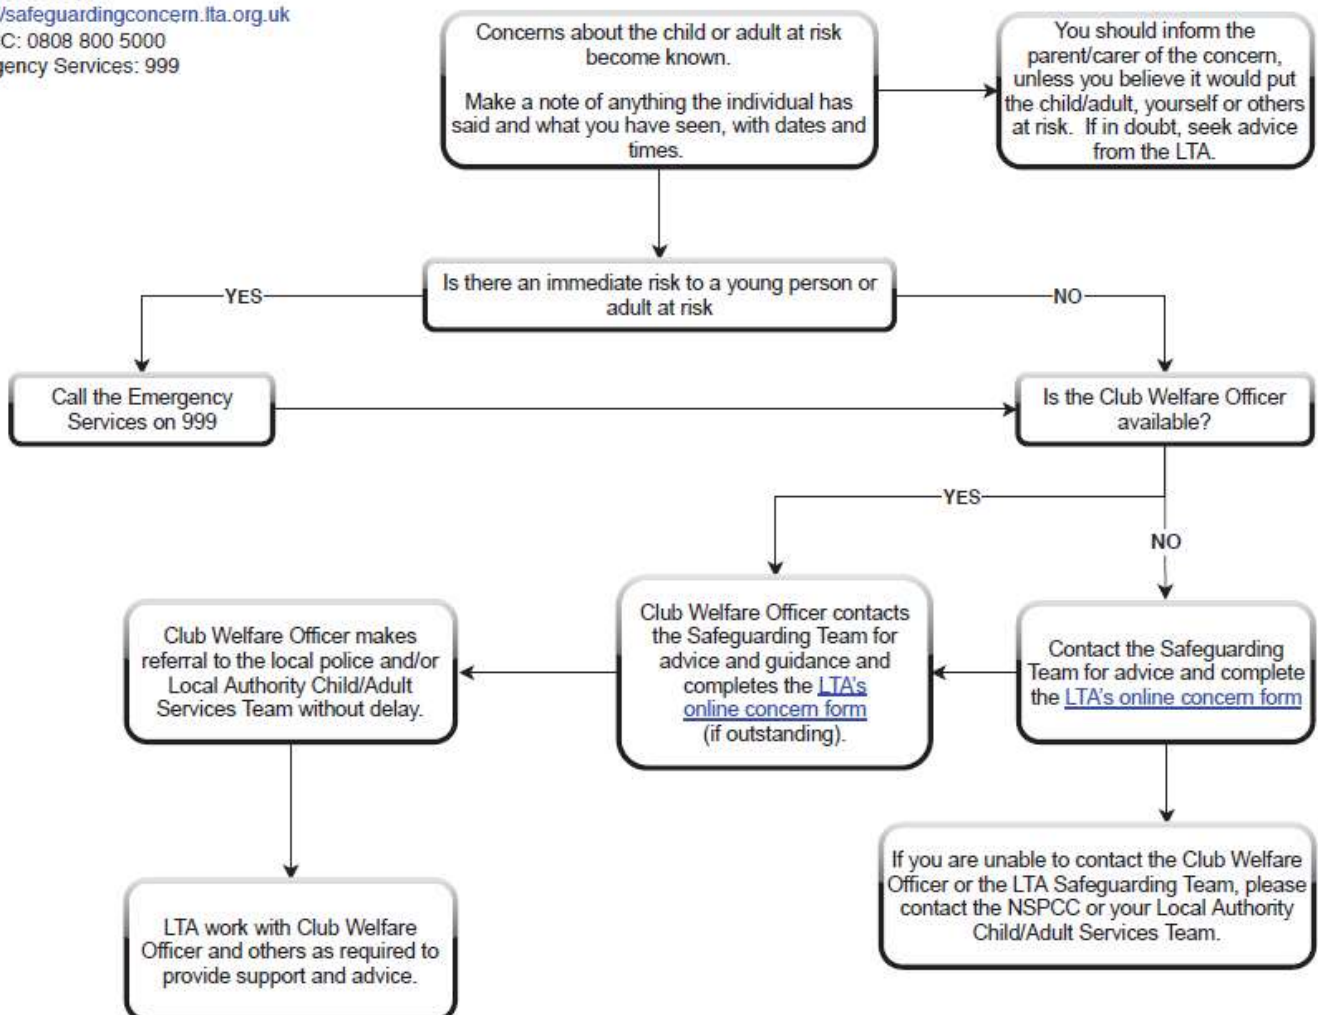 /safeguardingconcern.lta.org.uk
C: 0808 800 5000
gency Services: 999
Concerns about the child or adult at risk
become known.
Make a note of anything the individual has
said and what you have seen, with dates and
times.
You should inform the
parent/carer of the concern,
unless you believe it would put
the child/adult, yourself or others
at risk. If in doubt, seek advice
from the LTA.
Is there an immediate risk to a young person or
adult at risk
YES
NO
Call the Emergency
Services on 999
Is the Club Welfare Officer
available?
YES
NO
Club Welfare Officer makes
referral to the local police and/or
Local Authority Child/Adult
Services Team without delay.
Club Welfare Officer contacts
the Safeguarding Team for
advice and guidance and
completes the LTA's
online concern form
(if outstanding).
Contact the Safeguarding
Team for advice and complete
the LTA's online concern form
If you are unable to contact the Club Welfare
Officer or the LTA Safeguarding Team, please
contact the NSPCC or your Local Authority
Child/Adult Services Team.
LTA work with Club Welfare
Officer and others as required to
provide support and advice.